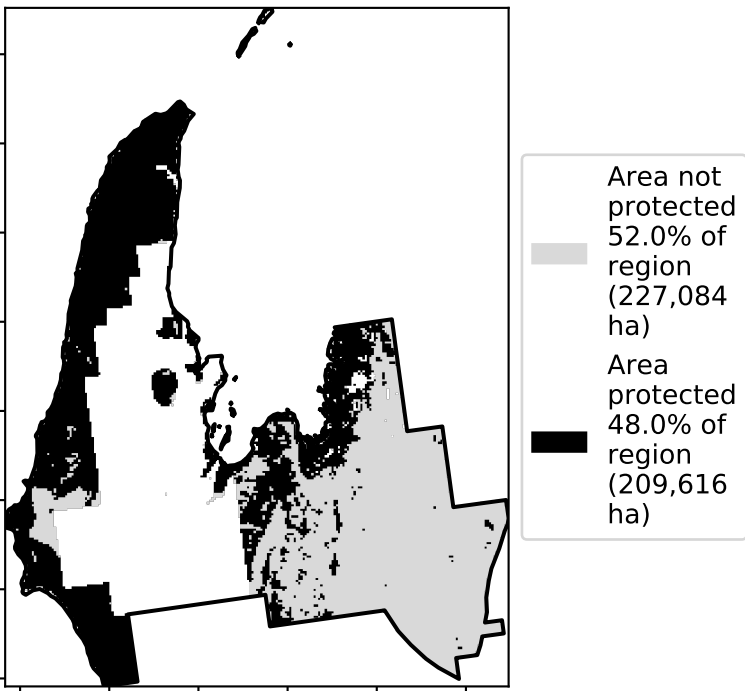 Area not
protected
52.0% of
region
(227,084
ha)
Area
protected
48.0% of
region
(209,616
ha)